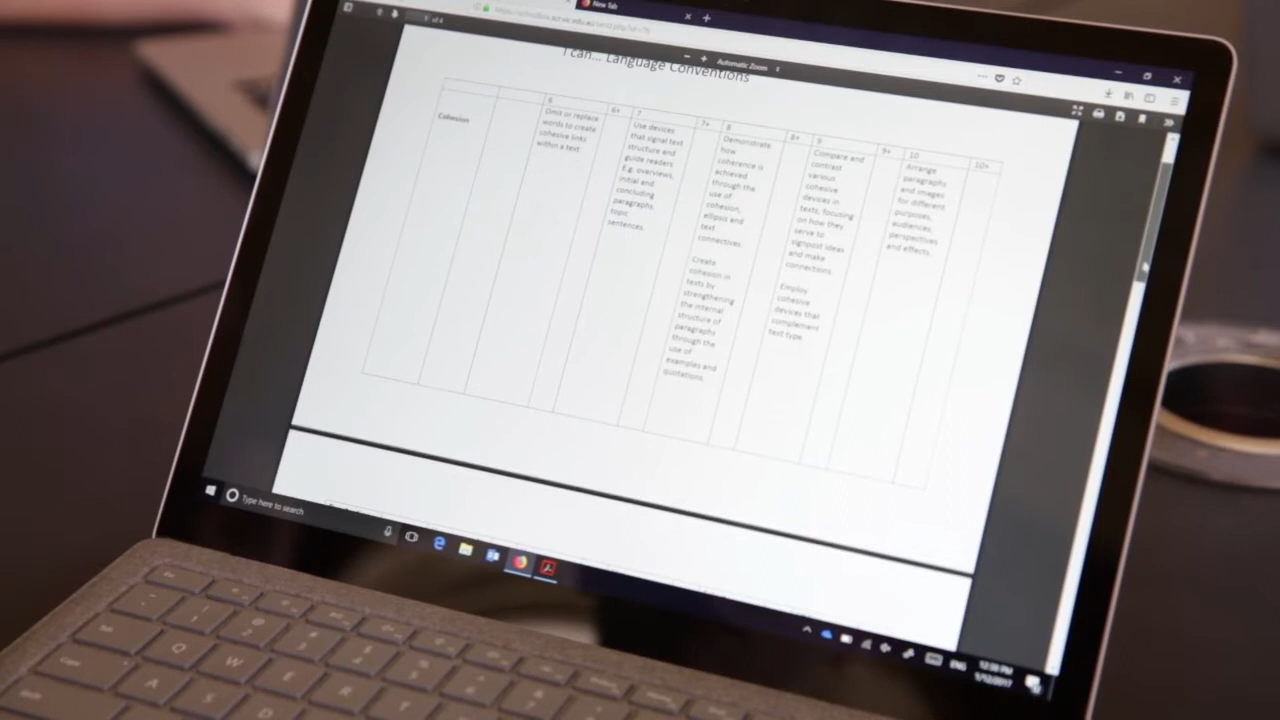 New Tab
1 of 4
Automatic Zoom
I can... Language Conventions
6
6+
7
7+
8
8+
9
9+
10
10+
Cohesion
Omit or replace
words to create
cohesive links
within a text.
Use devices
that signal text
structure and
guide readers
E.g. overviews,
initial and
concluding
paragraphs,
topic
sentences.
Demonstrate
how
coherence is
achieved
through the
use of
cohesion,
ellipsis and
text
connectives.
Create
cohesion in
texts by
strengthening
the internal
structure of
paragraphs
through the
use of
examples and
quotations.
Compare and
contrast
various
cohesive
devices in
texts, focusing
on how they
serve to
signpost ideas
and make
connections.
Employ
cohesive
devices that
complement
text type
Arrange
paragraphs
and images
for different
purposes,
audiences,
perspectives
and effects.
Type here to search
ENG
Q
W
E
R
T
A
S
D